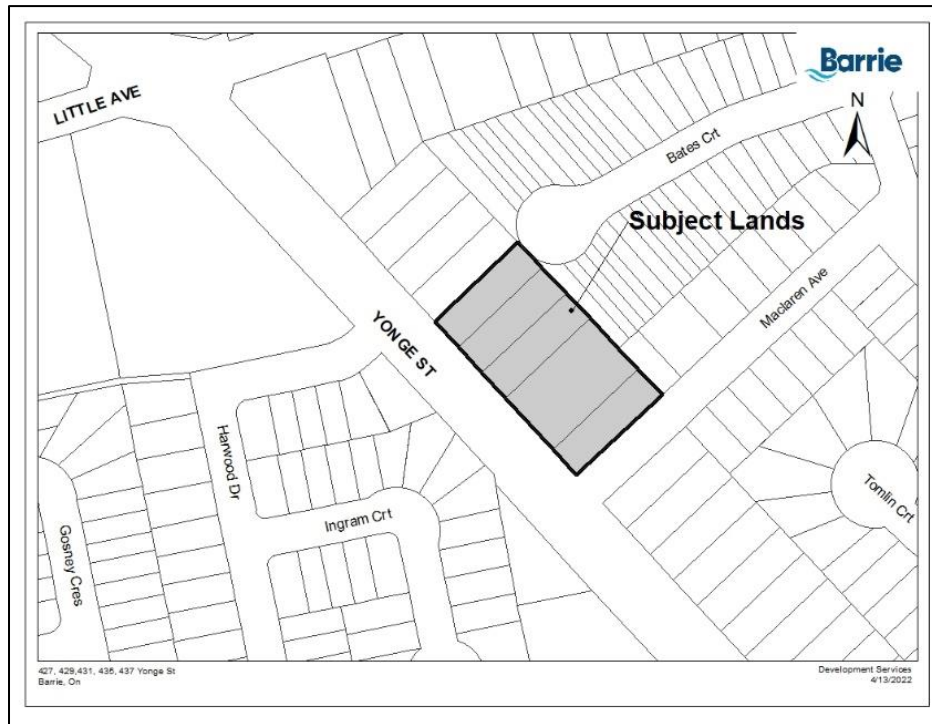 Barrie
LITTLE AVE
N
Bates Crt
Subject Lands
Maclaren Ave
YONGE ST
Harwood Dr
Tomlin Crt
Ingram Crt
Gosney Cres
427, 429,431, 435, 437 Yonge St
Barrie, On
Development Services
4/13/2022